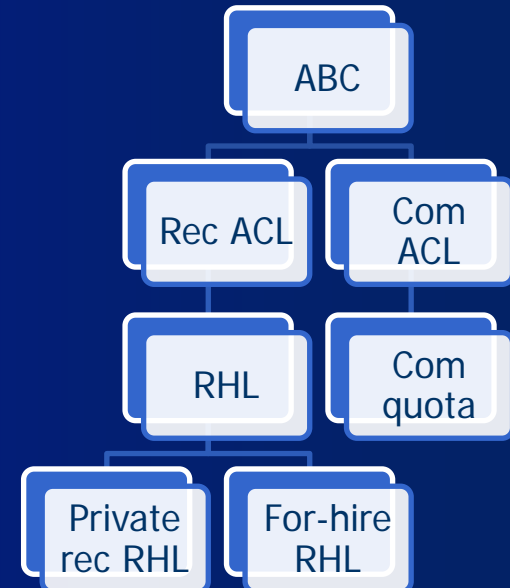 ABC
Rec ACL
Com
ACL
RHL
Com
quota
Private
rec RHL
For-hire
RHL